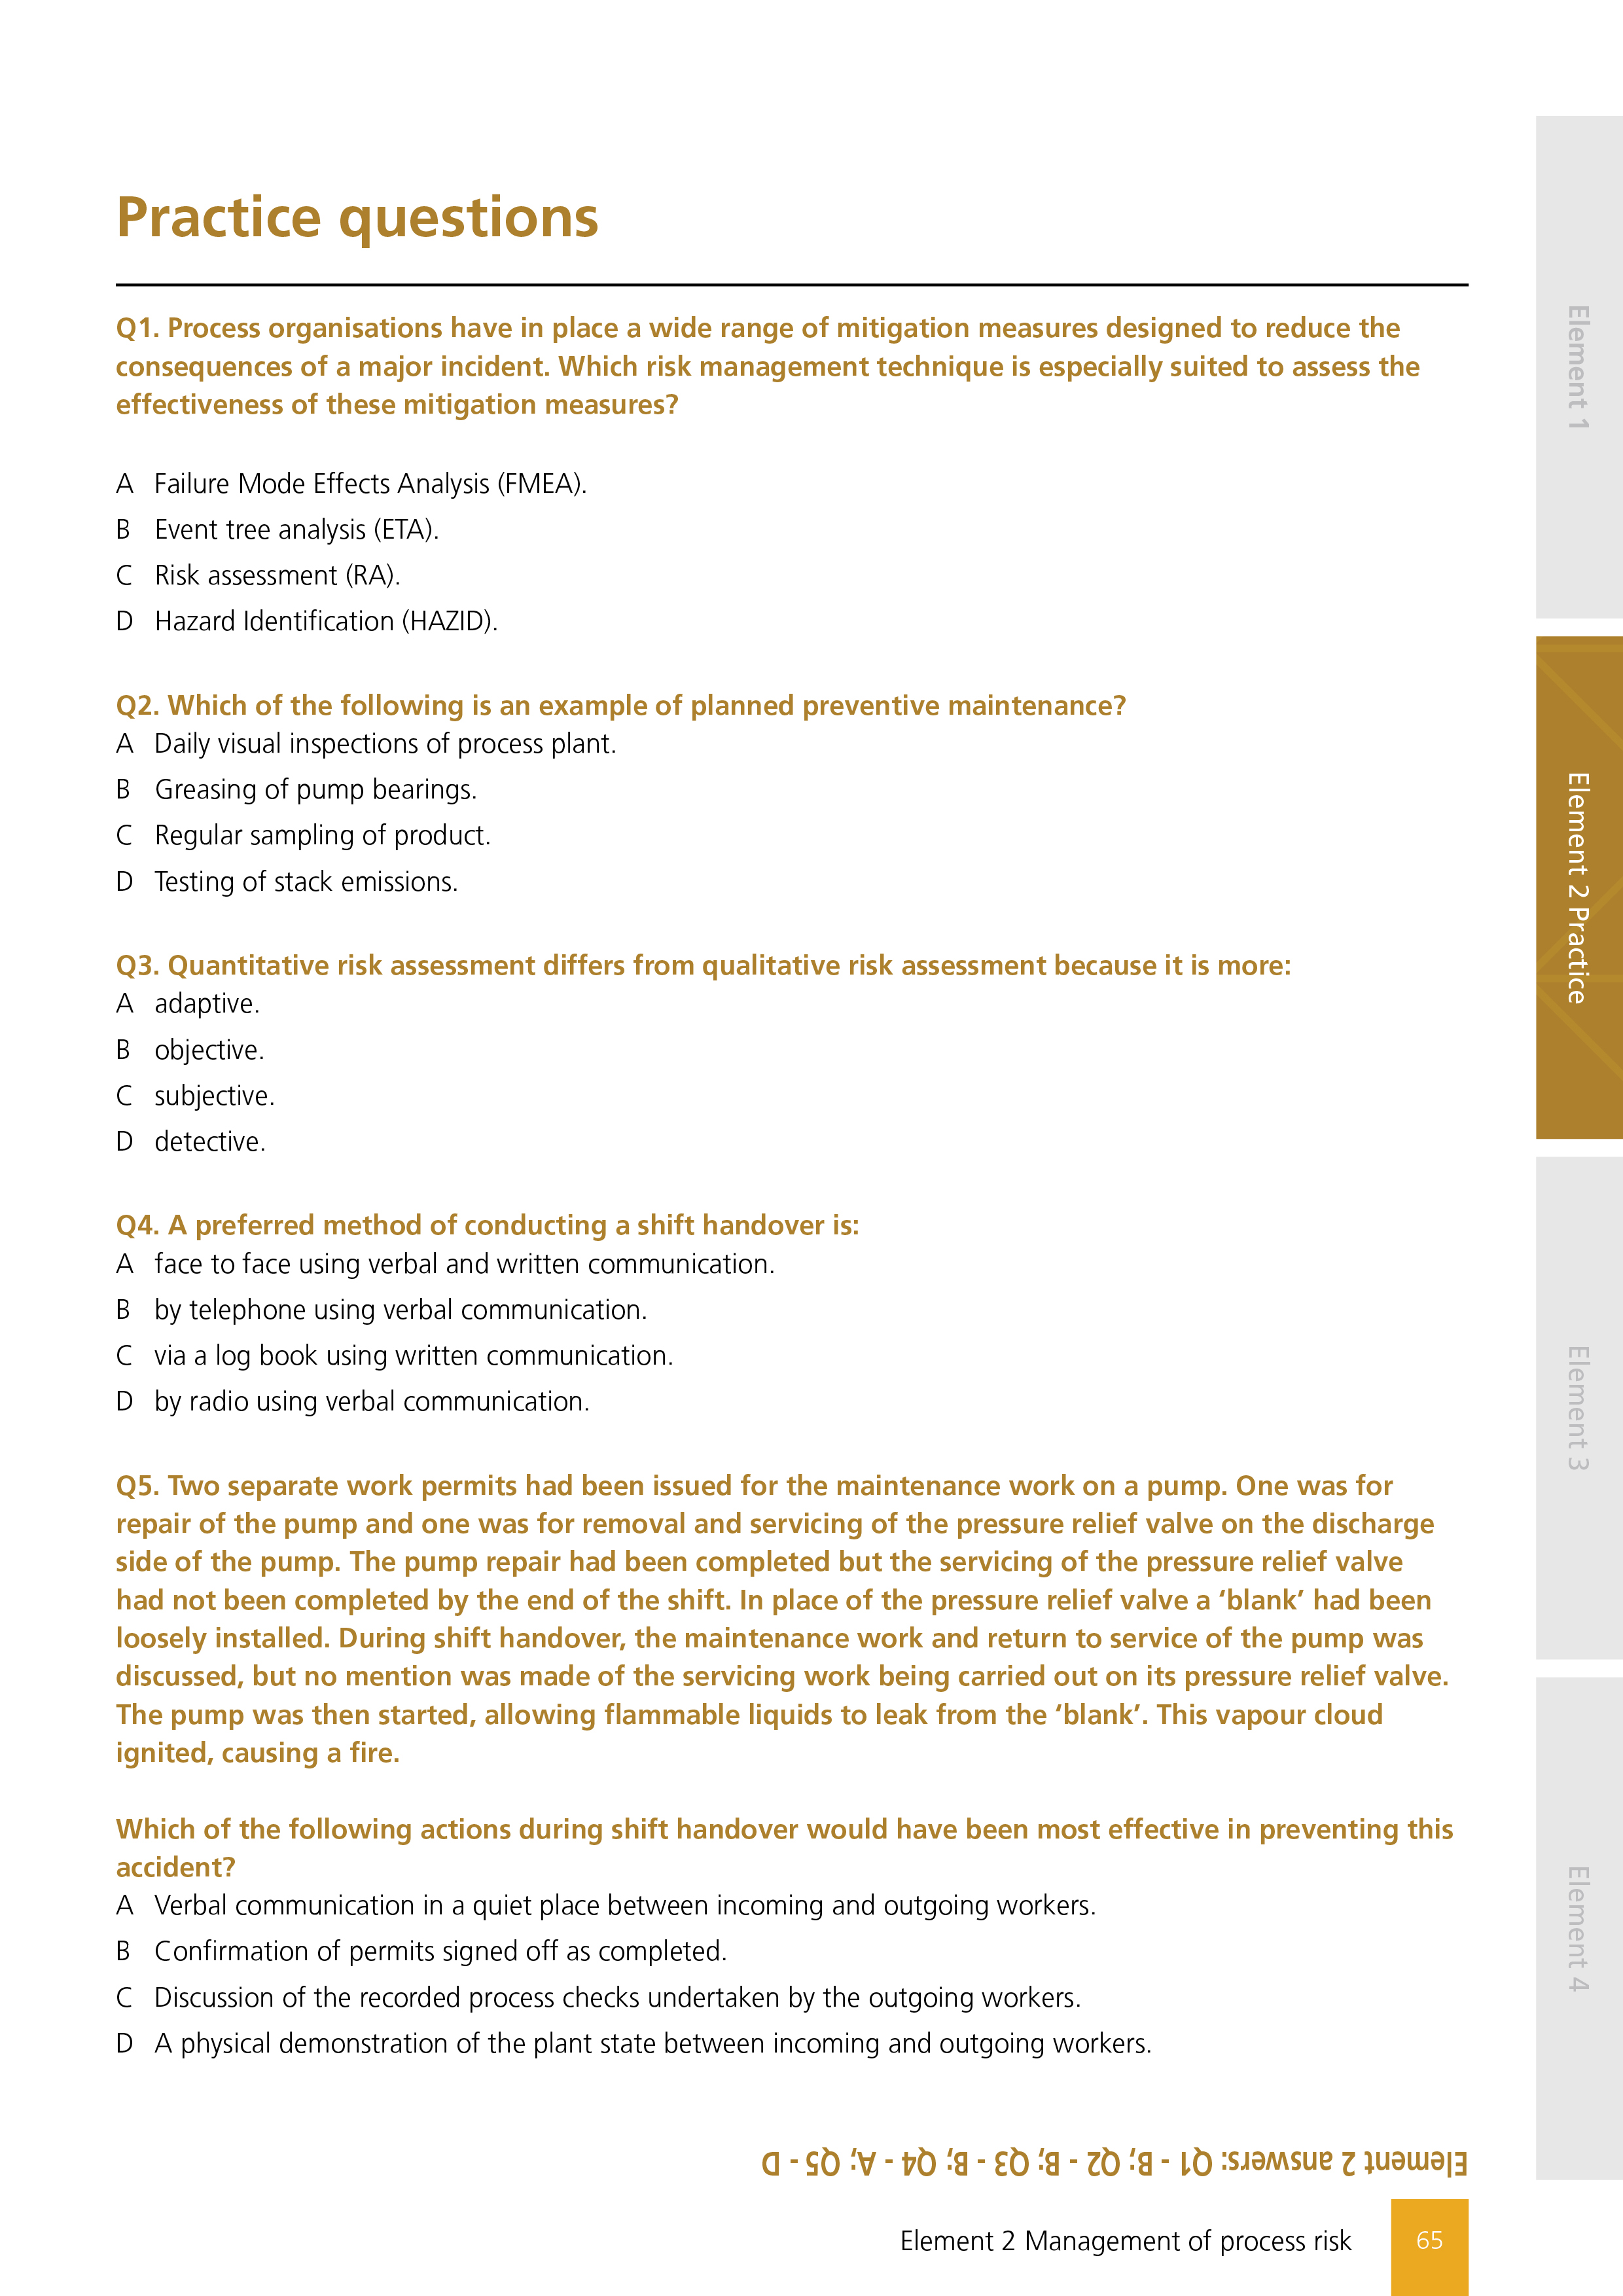 Practice questions
Q1. Process organisations have in place a wide range of mitigation measures designed to reduce the
consequences of a major incident. Which risk management technique is especially suited to assess the
effectiveness of these mitigation measures?
A Failure Mode Effects Analysis (FMEA).
B Event tree analysis (ETA).
C Risk assessment (RA).
D Hazard Identification (HAZID).
Q2. Which of the following is an example of planned preventive maintenance?
A Daily visual inspections of process plant.
B Greasing of pump bearings.
C Regular sampling of product.
D Testing of stack emissions.
Q3. Quantitative risk assessment differs from qualitative risk assessment because it is more:
A adaptive.
B objective.
C subjective.
D detective.
Q4. A preferred method of conducting a shift handover is:
A face to face using verbal and written communication.
B by telephone using verbal communication.
C via a log book using written communication.
D by radio using verbal communication.
Q5. Two separate work permits had been issued for the maintenance work on a pump. One was for
repair of the pump and one was for removal and servicing of the pressure relief valve on the discharge
side of the pump. The pump repair had been completed but the servicing of the pressure relief valve
had not been completed by the end of the shift. In place of the pressure relief valve a ‘blank’ had been
loosely installed. During shift handover, the maintenance work and return to service of the pump was
discussed, but no mention was made of the servicing work being carried out on its pressure relief valve.
The pump was then started, allowing flammable liquids to leak from the ‘blank’. This vapour cloud
ignited, causing a fire.
Which of the following actions during shift handover would have been most effective in preventing this
accident?
A Verbal communication in a quiet place between incoming and outgoing workers.
B Confirmation of permits signed off as completed.
C Discussion of the recorded process checks undertaken by the outgoing workers.
D A physical demonstration of the plant state between incoming and outgoing workers.
Element 2 answers: Q1 - B; Q2 - B; Q3 - B; Q4 - A; Q5 - D
Element 2 Management of process risk
65
Element 1
Element 2 Practice
Element 3
Element 4